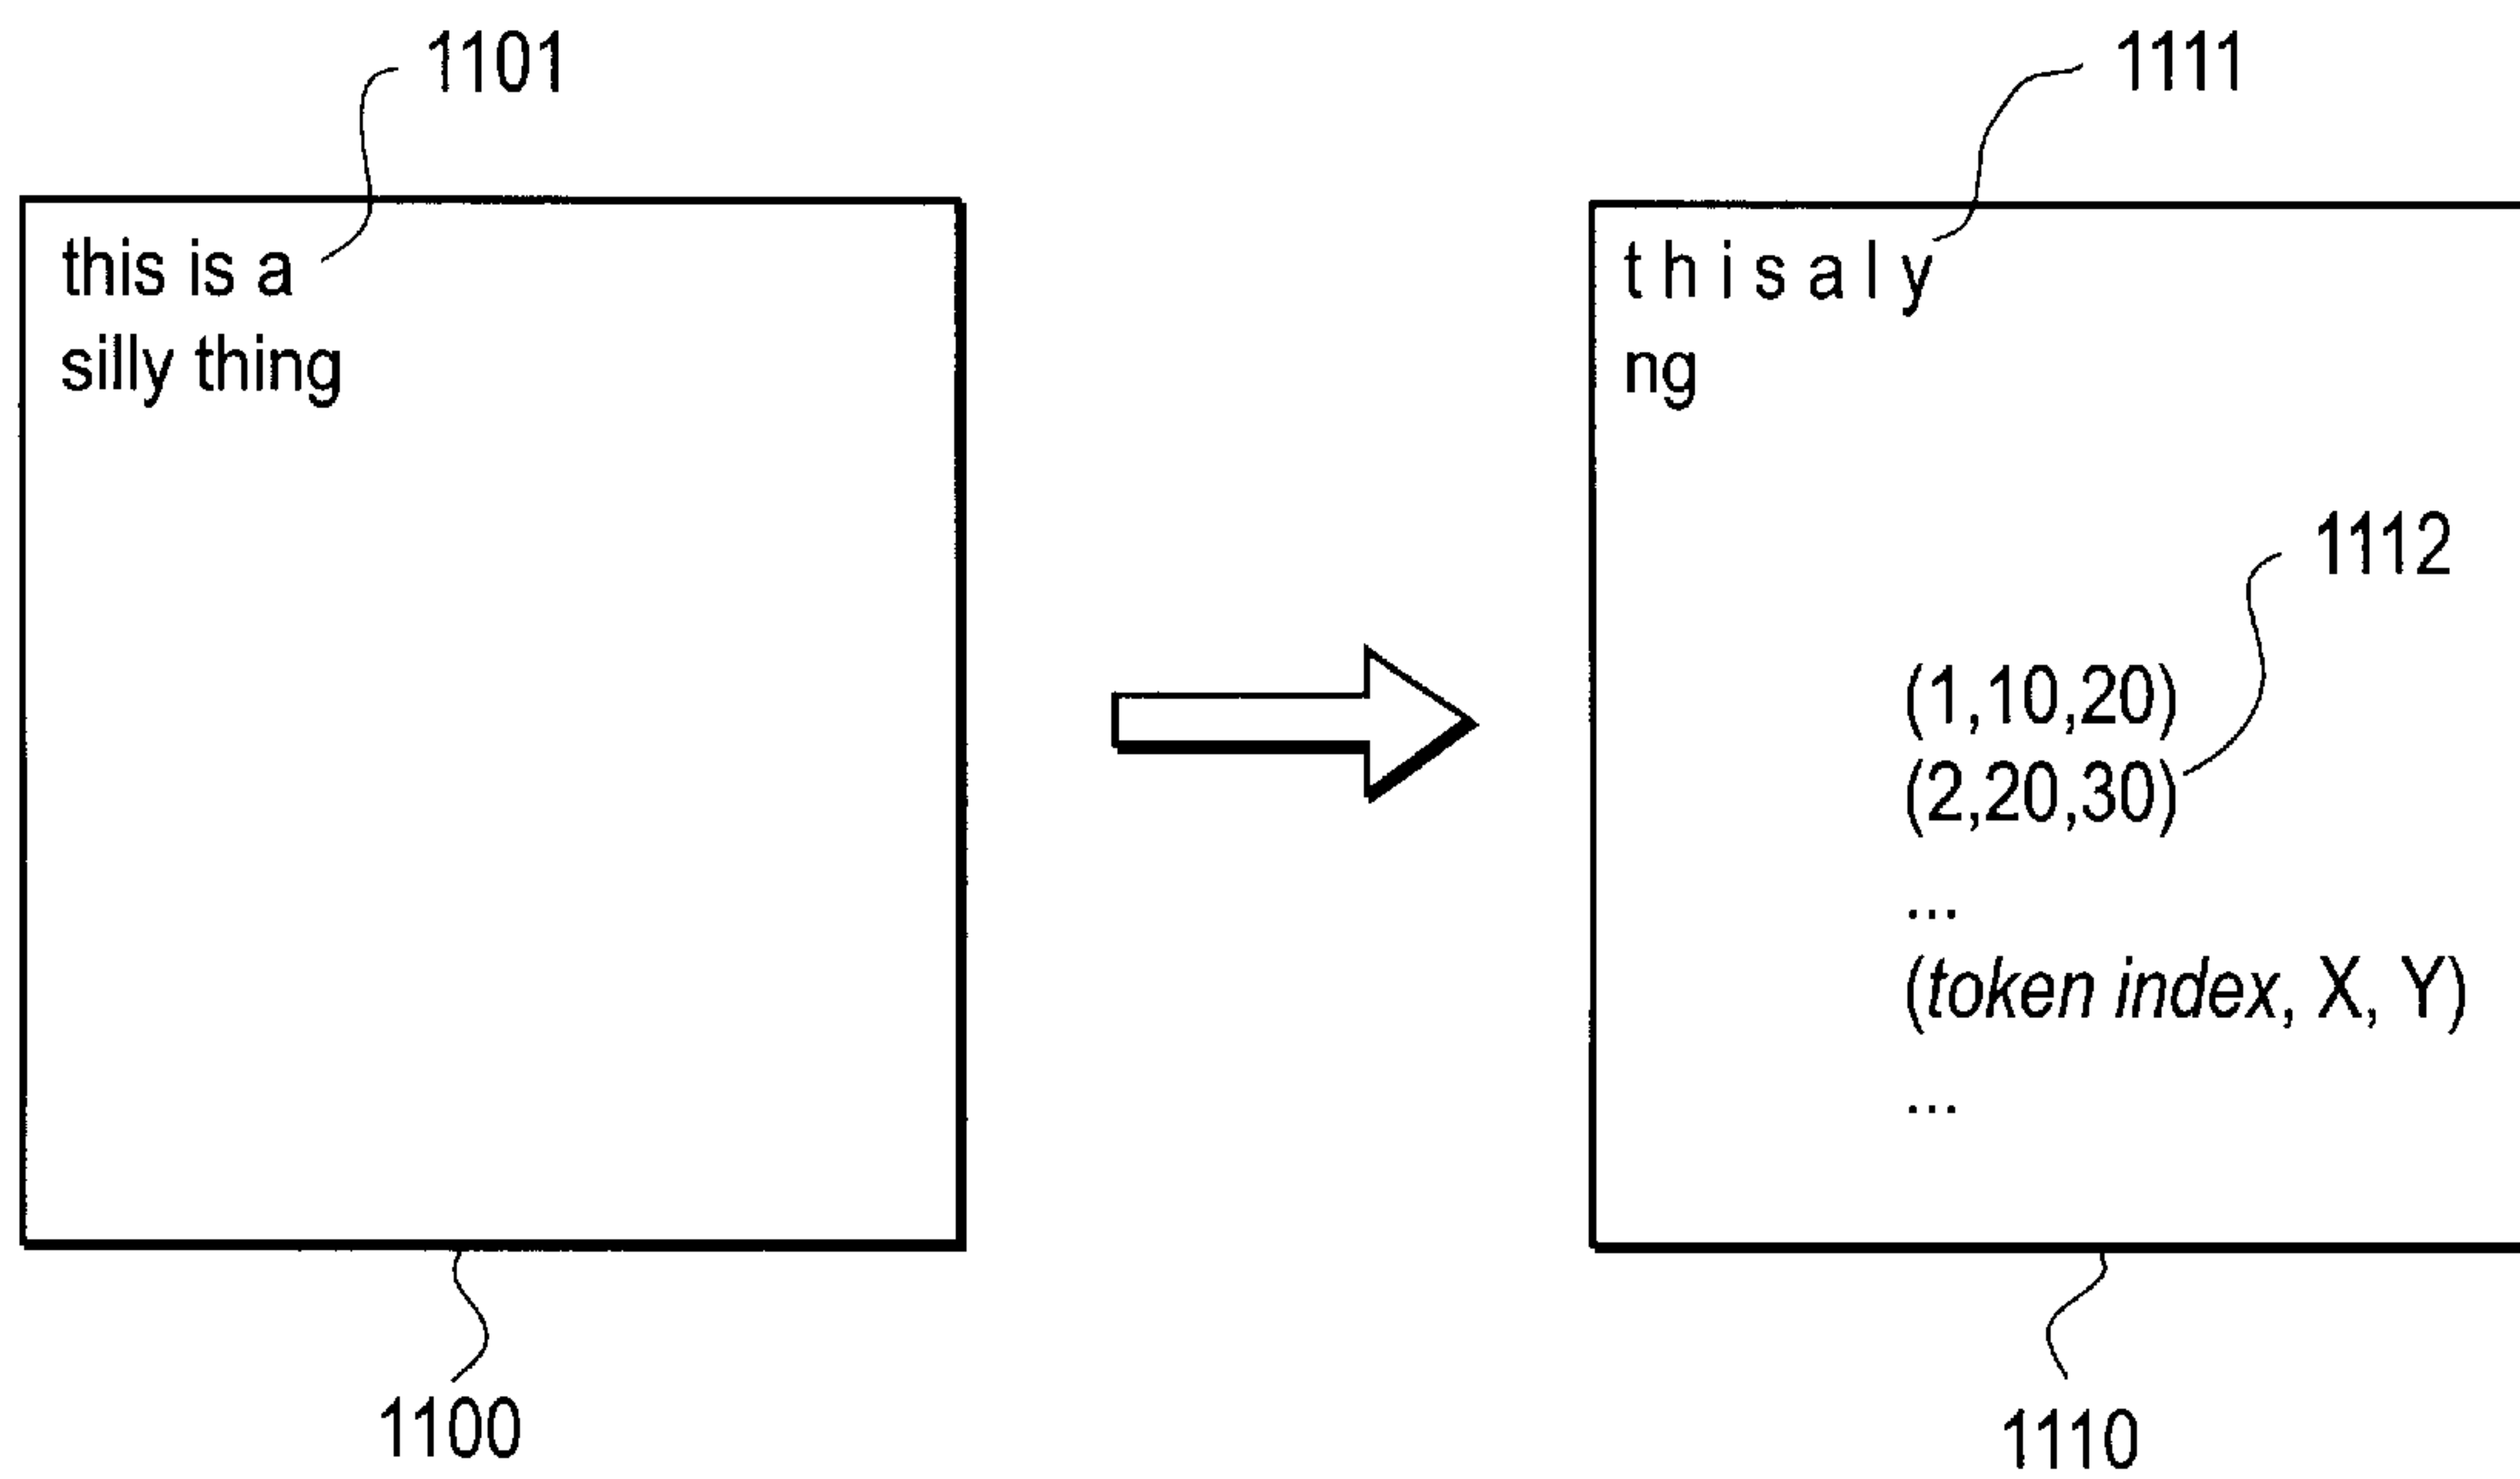 1101
this is a
silly thing
1100
1111
t h i s a l y
ng
1112
(1,10,20)
(2,20,30)
...
(token index, X, Y)
...
1110